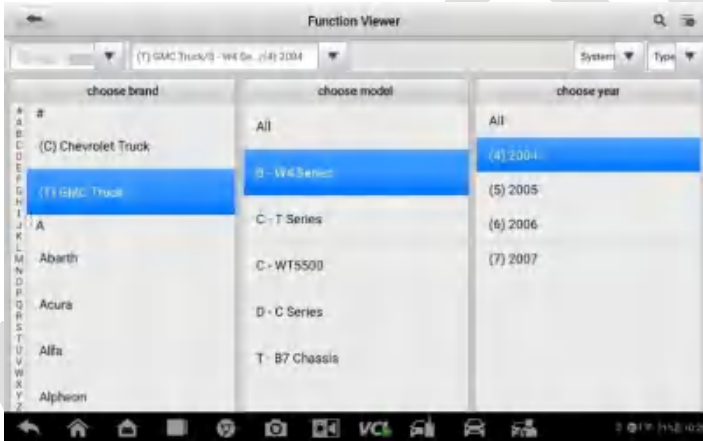 Function Viewer
(T) GMC Truck/B - W4 Se.../(4) 2004
System
Type
choose brand
choose model
choose year
#
(C) Chevrolet Truck
(T) GMC Truck
A
Abarth
Acura
Alfa
Alpheon
All
B - W4 Series
C - T Series
C - WT5500
D - C Series
T - B7 Chassis
All
(4) 2004
(5) 2005
(6) 2006
(7) 2007
#
A
B
C
D
E
F
G
H
I
J
K
L
M
N
O
P
Q
R
S
T
U
V
W
X
Y
Z
VCI